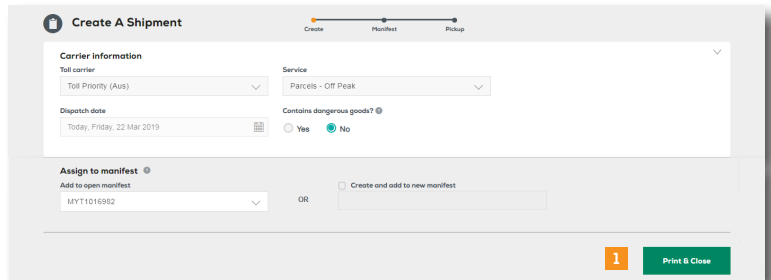 Create A Shipment
Create Manifest Pickup
Carrier information
Toll carrier Service
Toll Priority (Aus) Parcels - Off Peak
Dispatch date Contains dangerous goods? ?
Today, Friday, 22 Mar 2019 Yes No
Assign to manifest ?
Add to open manifest Create and add to new manifest
MYT1016982 OR
1 Print & Close